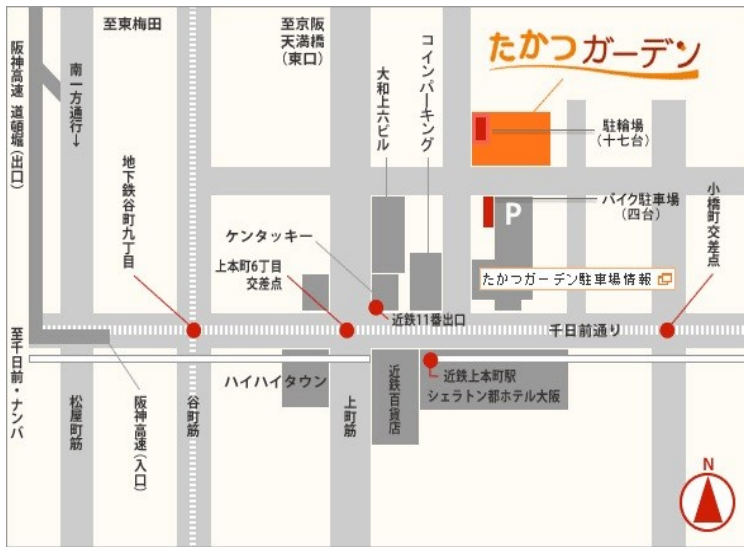 至東梅田
至京阪
天満橋
(東口)
コインパーキング
たかつガーデン
阪神高速 道頓堀(出口)
南一方通行↓
大和上六ビル
駐輪場
(十七台)
地下鉄谷町九丁目
バイク駐車場
(四台)
小橋町交差点
P
ケンタッキー
上本町6丁目
交差点
たかつガーデン駐車場情報
近鉄11番出口
千日前通り
至千日前・ナンバ
ハイハイタウン
近鉄百貨店
近鉄上本町駅
シェラトン都ホテル大阪
松屋町筋
阪神高速(入口)
谷町筋
上町筋
N